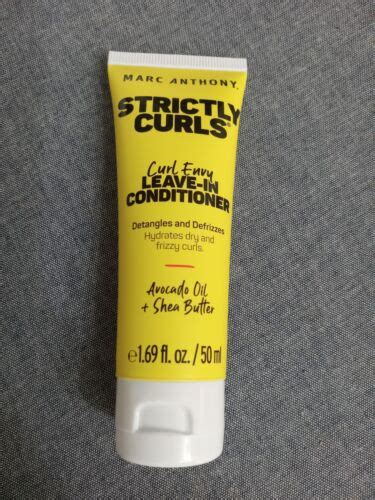 MARC ANTHONY.
STRICTLY
CURLS®
Curl Envy
LEAVE-IN
CONDITIONER
Detangles and Defrizzes
Hydrates dry and
frizzy curls.
Avocado Oil
+ Shea Butter
℮1.69 fl. oz. / 50 ml